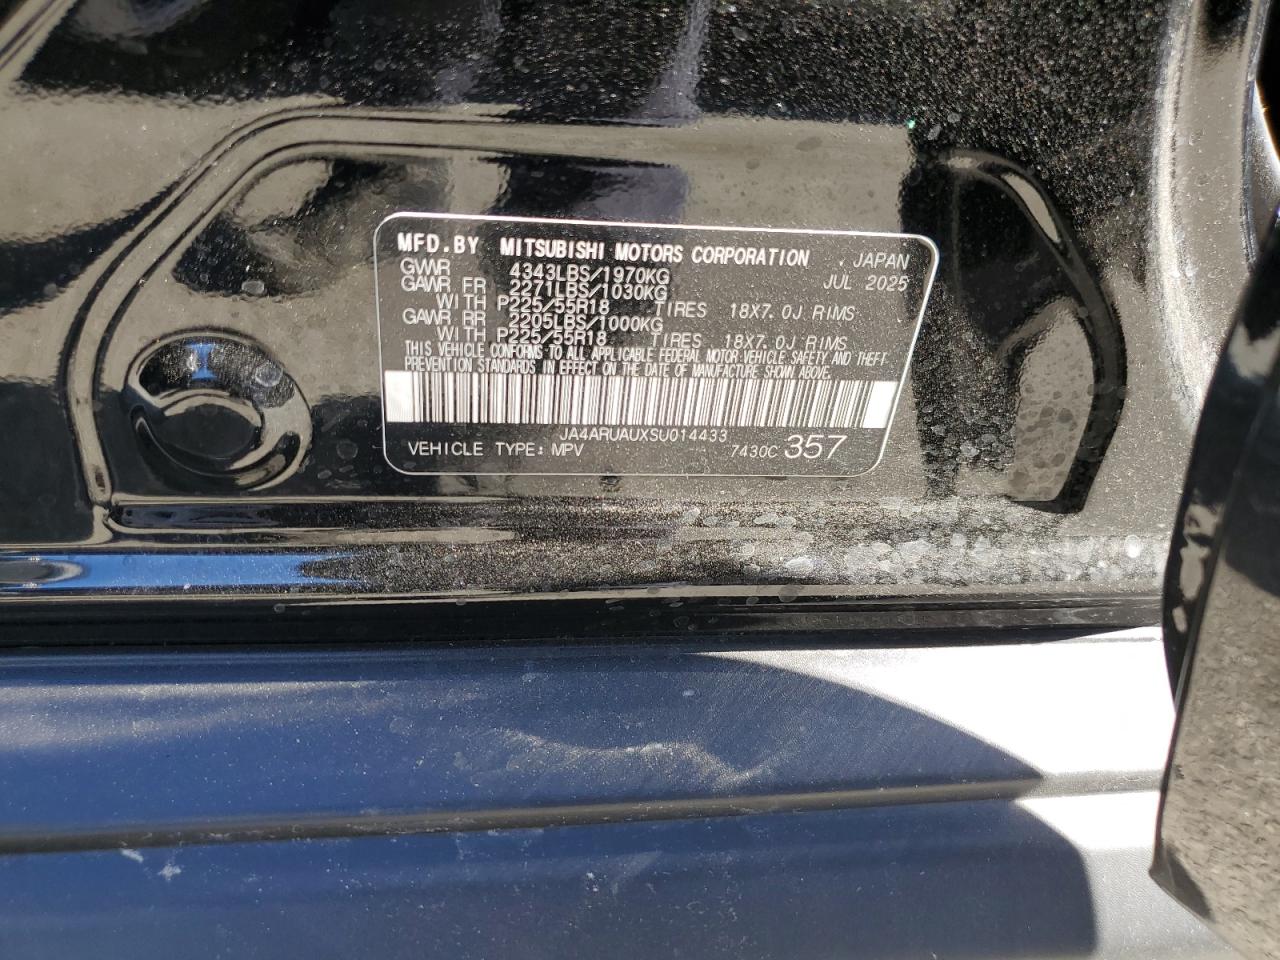 MFD.BY MITSUBISHI MOTORS CORPORATION JAPAN
GWR 4343LBS/1970KG JUL 2025
GAWR FR 2271LBS/1030KG
WITH P225/55R18 TIRES 18X7.0J RIMS
GAWR RR 2205LBS/1000KG
WITH P225/55R18 TIRES 18X7.0J RIMS
THIS VEHICLE CONFORMS TO ALL APPLICABLE FEDERAL MOTOR VEHICLE SAFETY AND THEFT
PREVENTION STANDARDS IN EFFECT ON THE DATE OF MANUFACTURE SHOWN ABOVE.
JA4ARUAUXSU014433
VEHICLE TYPE: MPV 7430C 357